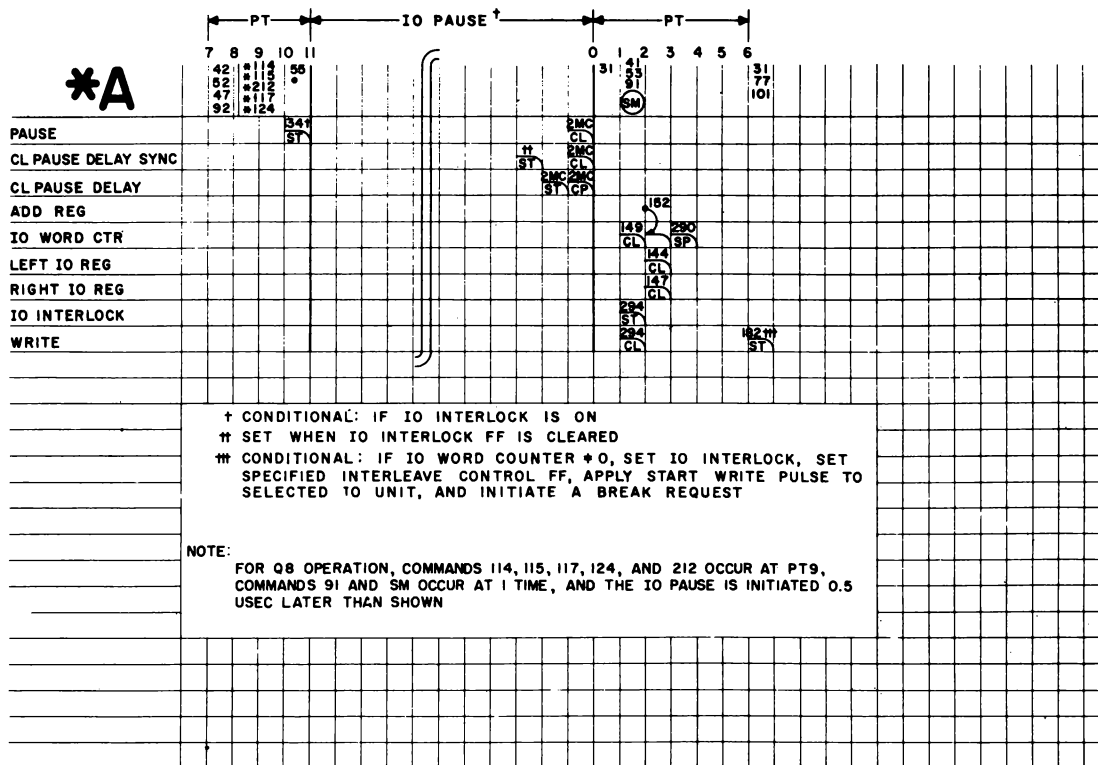 PT IO PAUSE † PT
7 8 9 10 11 0 1 2 3 4 5 6
*A
42 *114 55 31 41 31
52 *115 • 53 77
47 *212 91 101
92 *117 SM
*124
PAUSE 34† ST 2MC CL
CL PAUSE DELAY SYNC †† ST 2MC CL
CL PAUSE DELAY 2MC ST 2MC CP
ADD REG 152
IO WORD CTR 149 CL 290 SP
LEFT IO REG 144 CL
RIGHT IO REG 147 CL
IO INTERLOCK 294 ST
WRITE 294 CL 182††† ST
† CONDITIONAL: IF IO INTERLOCK IS ON
†† SET WHEN IO INTERLOCK FF IS CLEARED
††† CONDITIONAL: IF IO WORD COUNTER ≠ 0, SET IO INTERLOCK, SET
SPECIFIED INTERLEAVE CONTROL FF, APPLY START WRITE PULSE TO
SELECTED IO UNIT, AND INITIATE A BREAK REQUEST
NOTE:
FOR Q8 OPERATION, COMMANDS 114, 115, 117, 124, AND 212 OCCUR AT PT9,
COMMANDS 91 AND SM OCCUR AT 1 TIME, AND THE IO PAUSE IS INITIATED 0.5
USEC LATER THAN SHOWN